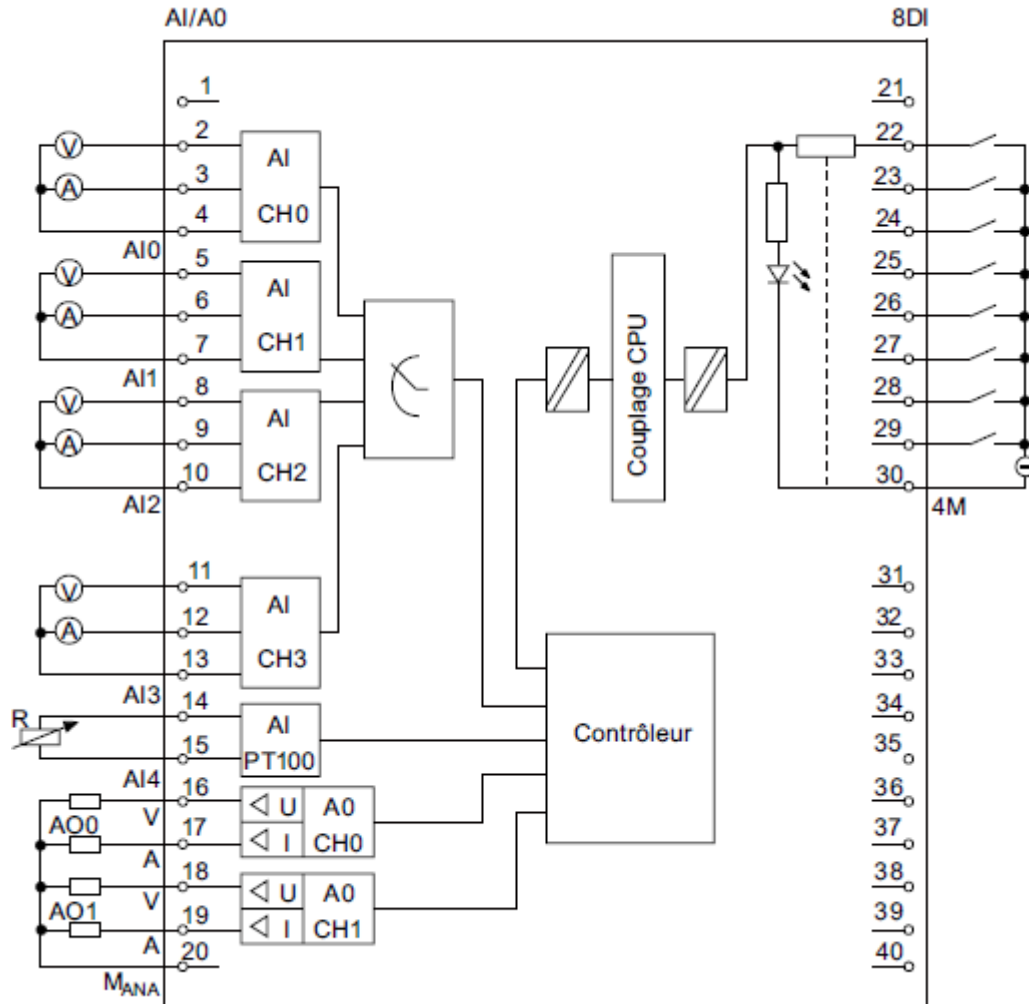 AI/A0
8DI
1
2
V
3
A
4
AI
CH0
AI0
5
V
6
A
7
AI
CH1
AI1
8
V
9
A
10
AI
CH2
AI2
11
V
12
A
13
AI
CH3
AI3
14
R
15
AI
PT100
AI4
16
V
AO0
17
A
U
I
A0
CH0
18
V
AO1
19
A
U
I
A0
CH1
20
MANA
Couplage CPU
Contrôleur
21
22
23
24
25
26
27
28
29
30
4M
31
32
33
34
35
36
37
38
39
40